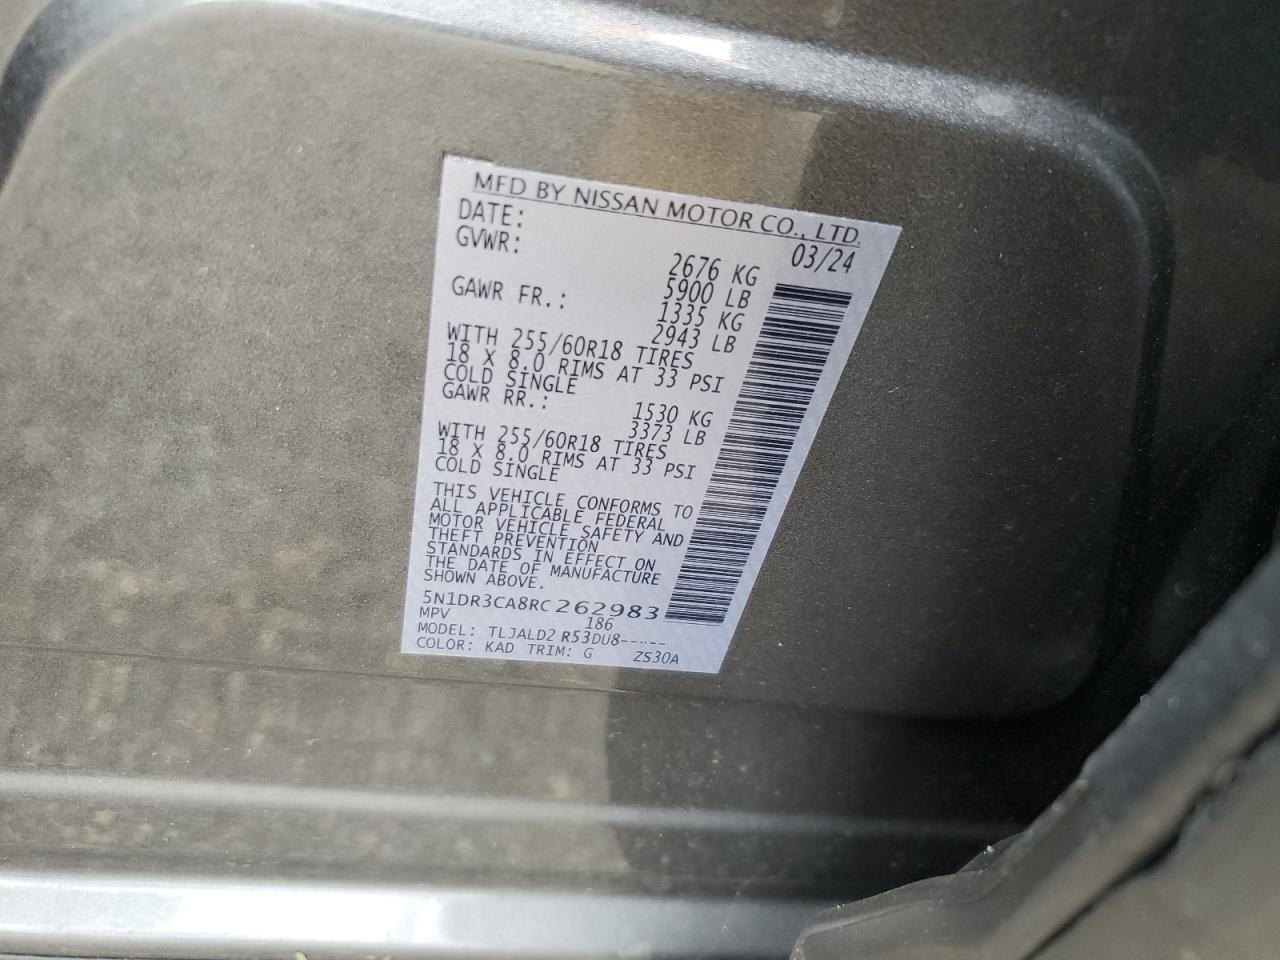 MFD BY NISSAN MOTOR CO., LTD.
DATE: 03/24
GVWR: 2676 KG
5900 LB
GAWR FR.: 1335 KG
2943 LB
WITH 255/60R18 TIRES
18 X 8.0 RIMS AT 33 PSI
COLD SINGLE
GAWR RR.: 1530 KG
3373 LB
WITH 255/60R18 TIRES
18 X 8.0 RIMS AT 33 PSI
COLD SINGLE
THIS VEHICLE CONFORMS TO
ALL APPLICABLE FEDERAL
MOTOR VEHICLE SAFETY AND
THEFT PREVENTION
STANDARDS IN EFFECT ON
THE DATE OF MANUFACTURE
SHOWN ABOVE.
5N1DR3CA8RC262983
MPV 186
MODEL: TLJALD2 R53DU8-----
COLOR: KAD TRIM: G ZS30A